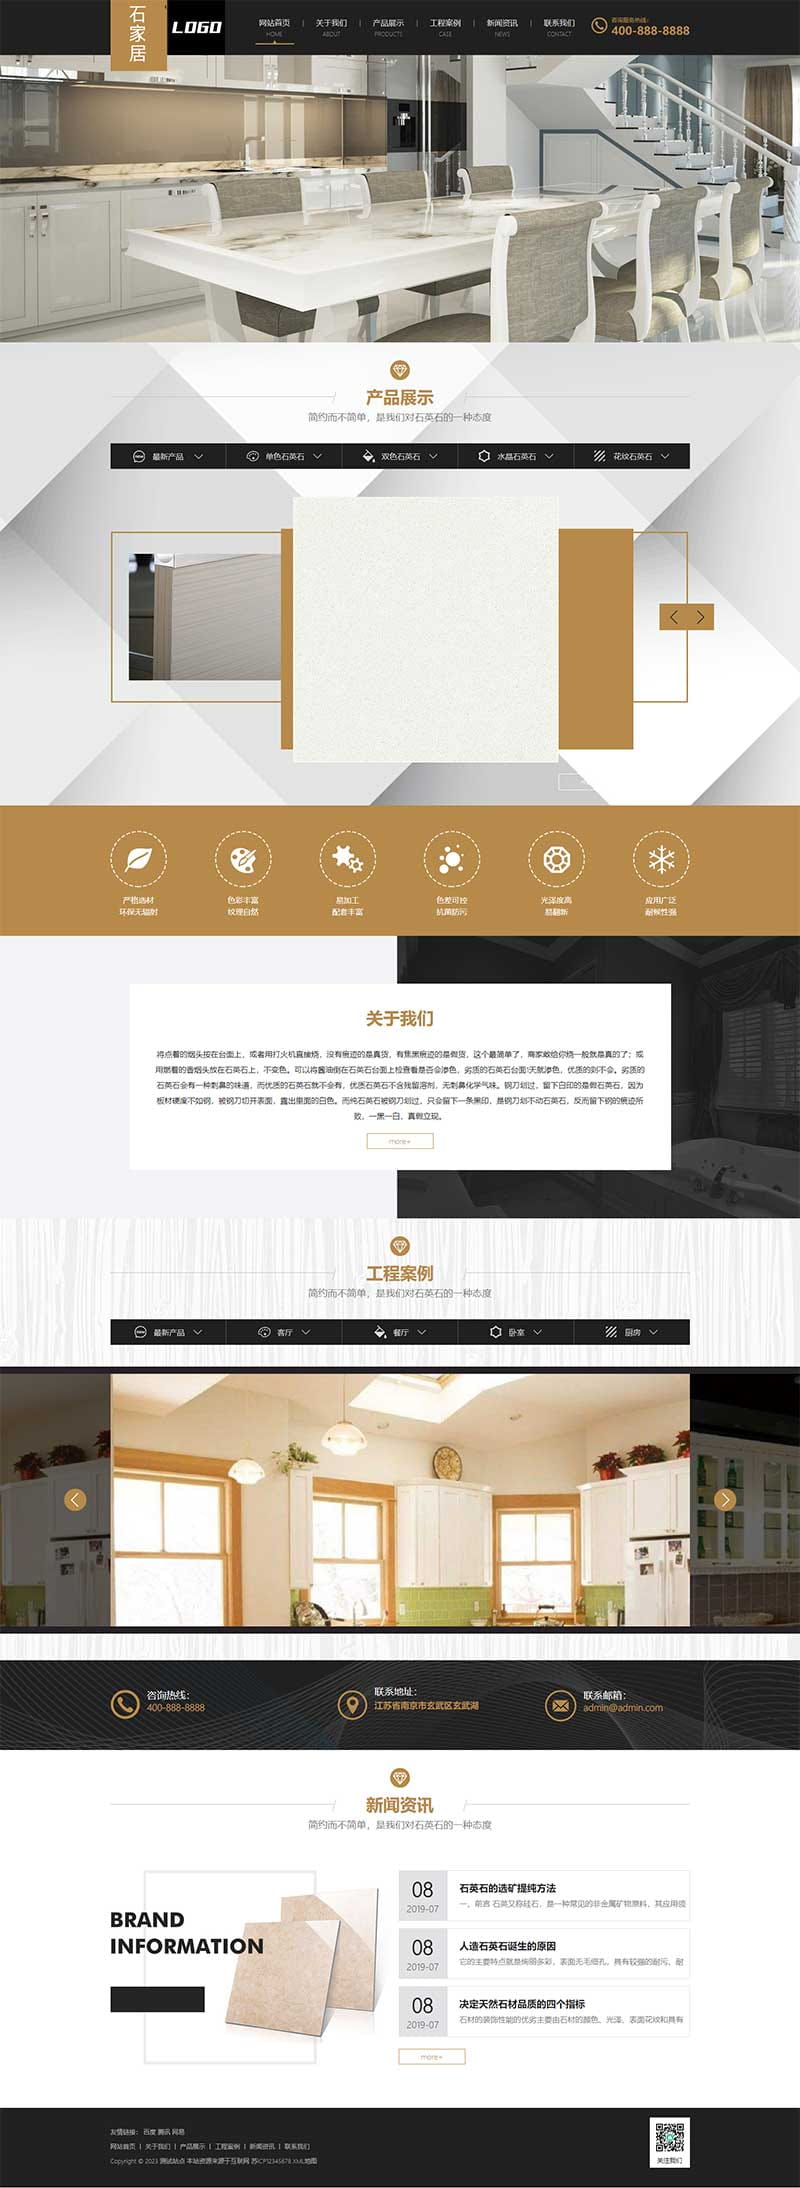 石家居
LOGO
网站首页 关于我们 产品展示 工程案例 新闻资讯 联系我们
HOME ABOUT PRODUCTS CASE NEWS CONTACT
咨询服务热线：
400-888-8888
产品展示
简约而不简单，是我们对石英石的一种态度
最新产品 单色石英石 双色石英石 水晶石英石 花纹石英石
严格选材 色彩丰富 易加工 色差可控 光泽度高 应用广泛
环保无辐射 纹理自然 配套丰富 抗菌防污 易翻新 耐候性强
关于我们
将点着的烟头按在台面上，或者用打火机直接烧，没有痕迹的是真货，有焦黑痕迹的是假货，这个最简单了，商家敢给你烧一般就是真的了；或
用燃着的香烟头放在石英石上，不变色。可以将酱油倒在石英石台面上检查看是否会渗色，劣质的石英石台面1天就渗色，优质的则不会。劣质的
石英石会有一种刺鼻的味道，而优质的石英石就不会有，优质石英石不含残留溶剂，无刺鼻化学气味。钢刀划过，留下白印的是假石英石，因为
板材硬度不如钢，被钢刀切开表面，露出里面的白色。而纯石英石被钢刀划过，只会留下一条黑印，是钢刀划不动石英石，反而留下钢的痕迹所
致，一黑一白，真假立现。
more+
工程案例
简约而不简单，是我们对石英石的一种态度
最新产品 客厅 餐厅 卧室 厨房
咨询热线：
400-888-8888
联系地址：
江苏省南京市玄武区玄武湖
联系邮箱：
admin@admin.com
新闻资讯
简约而不简单，是我们对石英石的一种态度
BRAND
INFORMATION
08
2019-07
石英石的选矿提纯方法
一、前言 石英又称硅石，是一种常见的非金属矿物原料，其应用领
08
2019-07
人造石英石诞生的原因
它的主要特点就是绚丽多彩，表面无毛细孔，具有较强的耐污、耐
08
2019-07
决定天然石材品质的四个指标
石材的装饰性能的优劣主要由石材的颜色、光泽、表面花纹和具有
more+
友情链接： 百度 腾讯 网易
网站首页 | 关于我们 | 产品展示 | 工程案例 | 新闻资讯 | 联系我们
Copyright © 2023 测试站点 本站资源来源于互联网 苏ICP12345678 XML地图
关注我们